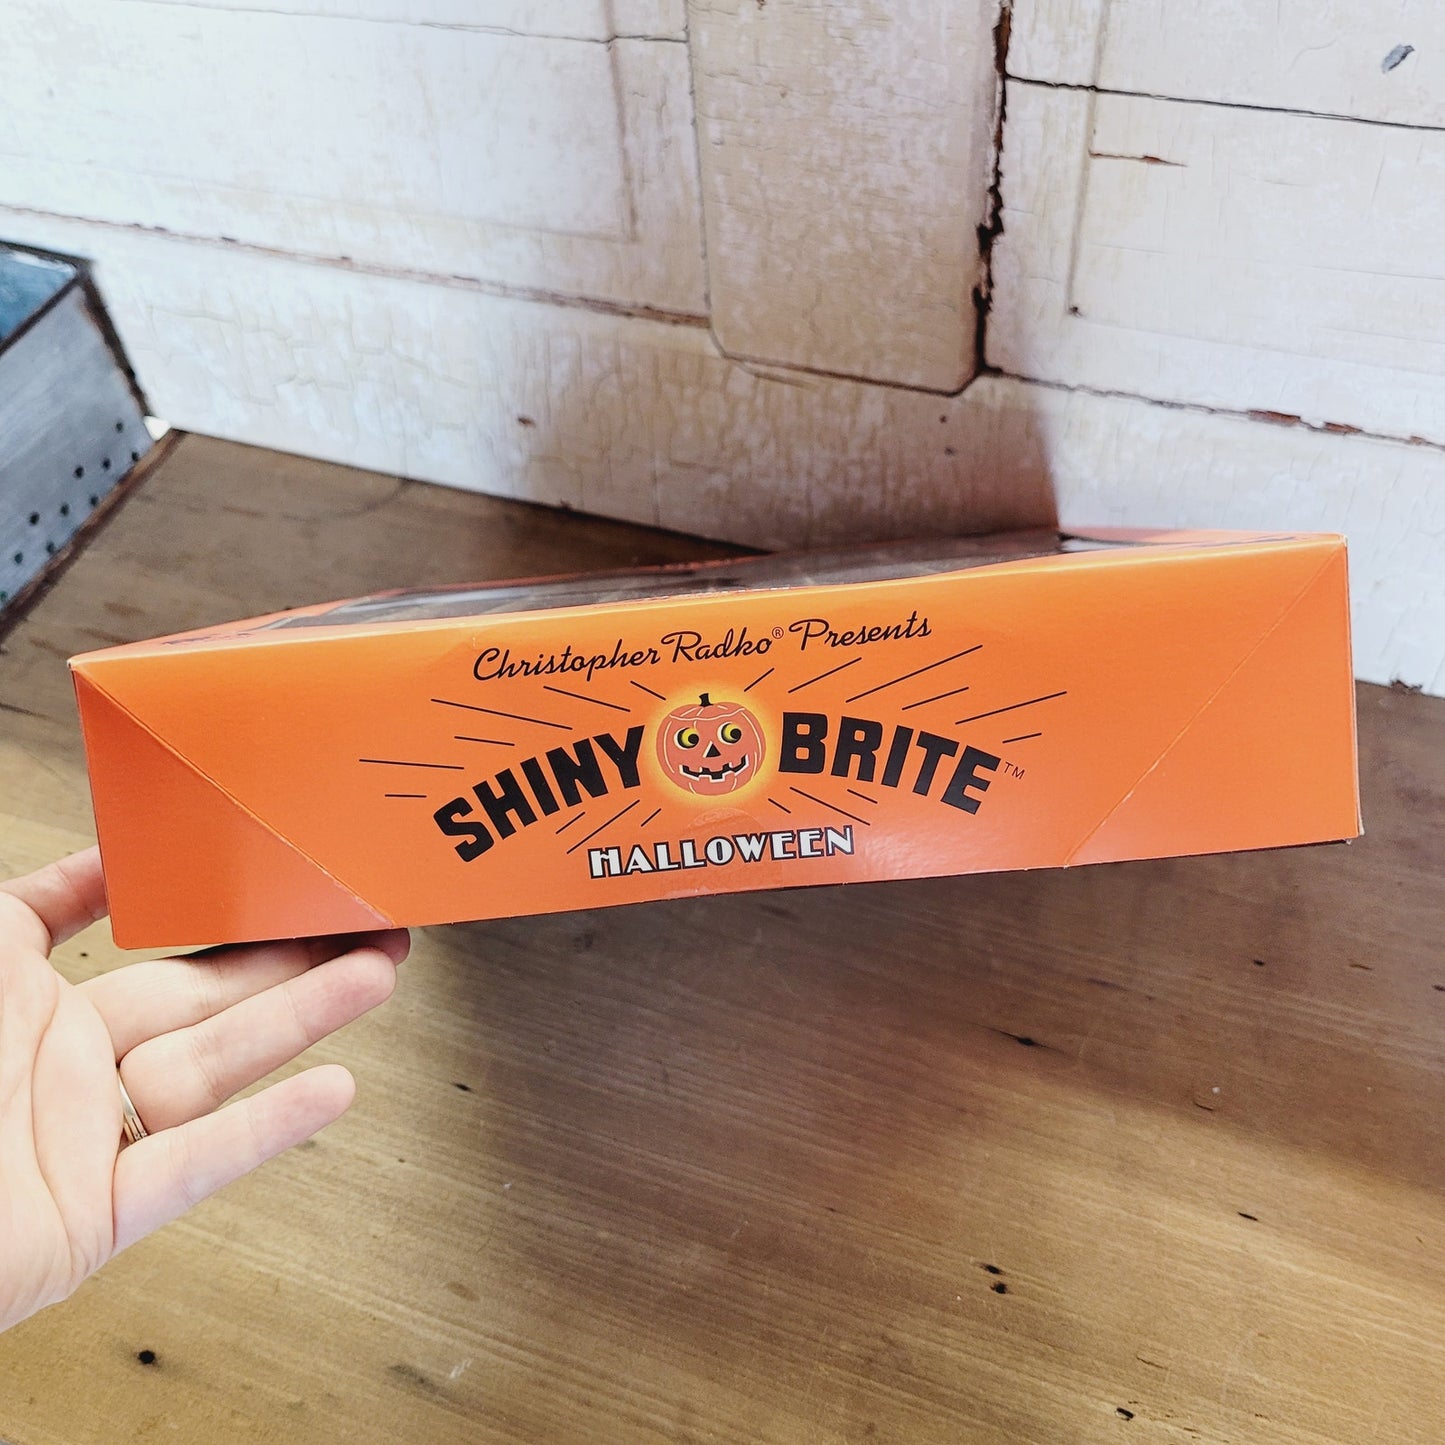 Christopher Radko® Presents
SHINY BRITE™
HALLOWEEN